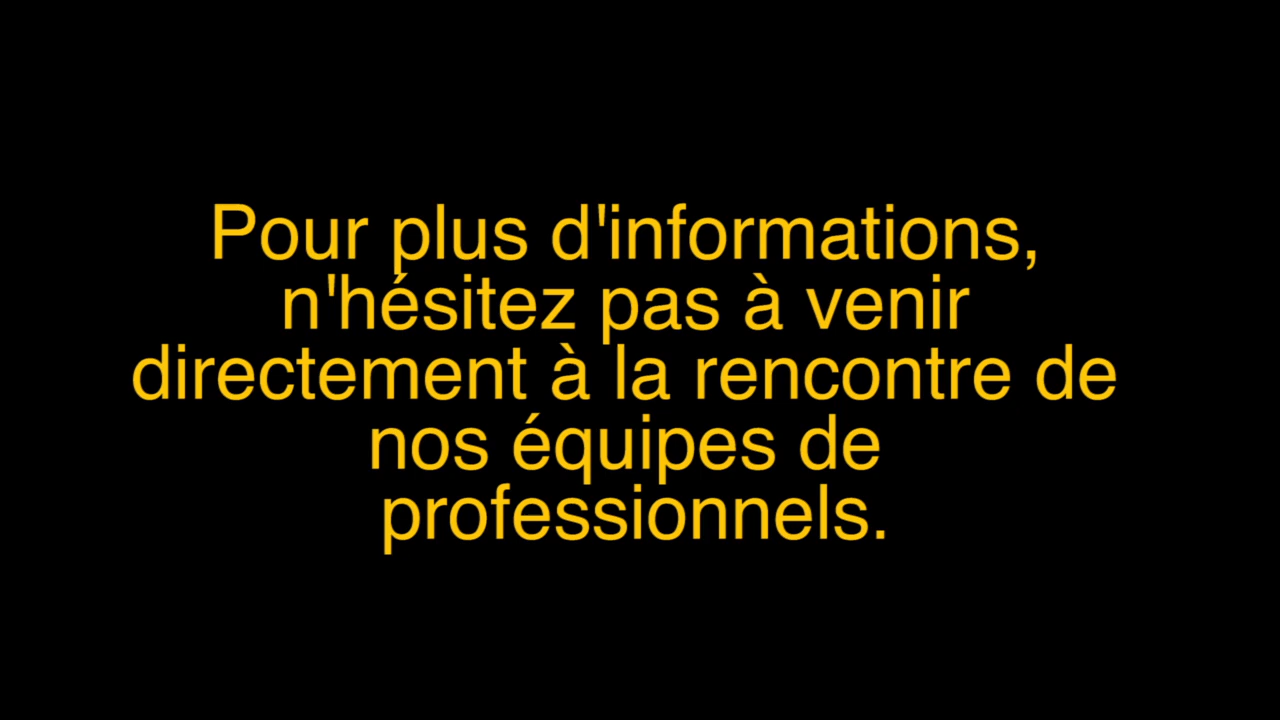 Pour plus d'informations,
n'hésitez pas à venir
directement à la rencontre de
nos équipes de
professionnels.